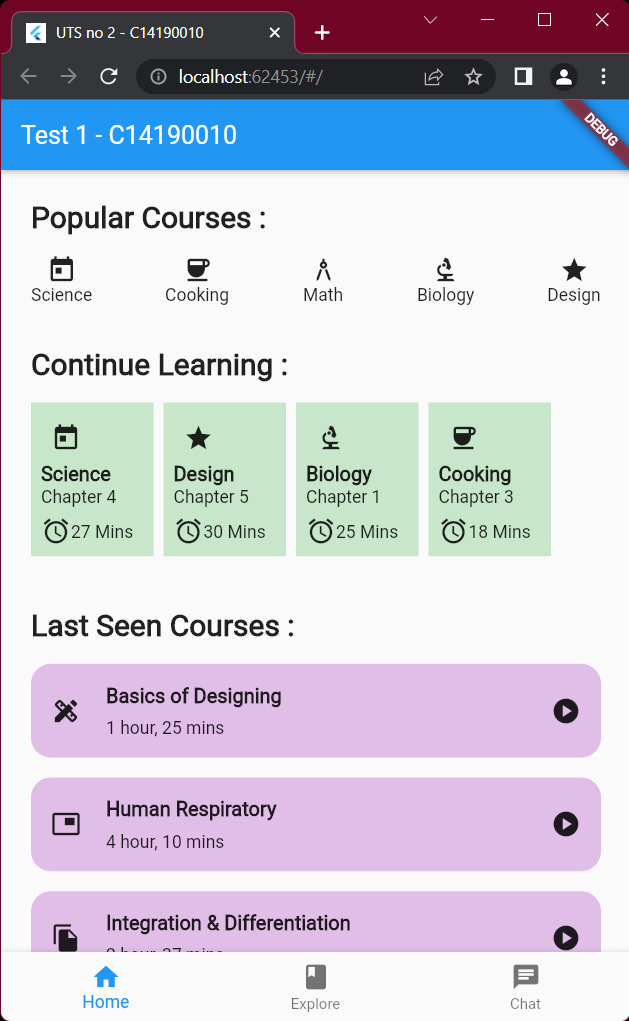 UTS no 2 - C14190010
localhost:62453/#/
Test 1 - C14190010
DEBUG
Popular Courses :
Science Cooking Math Biology Design
Continue Learning :
Science Design Biology Cooking
Chapter 4 Chapter 5 Chapter 1 Chapter 3
27 Mins 30 Mins 25 Mins 18 Mins
Last Seen Courses :
Basics of Designing
1 hour, 25 mins
Human Respiratory
4 hour, 10 mins
Integration & Differentiation
hour, 27 mins
Home Explore Chat